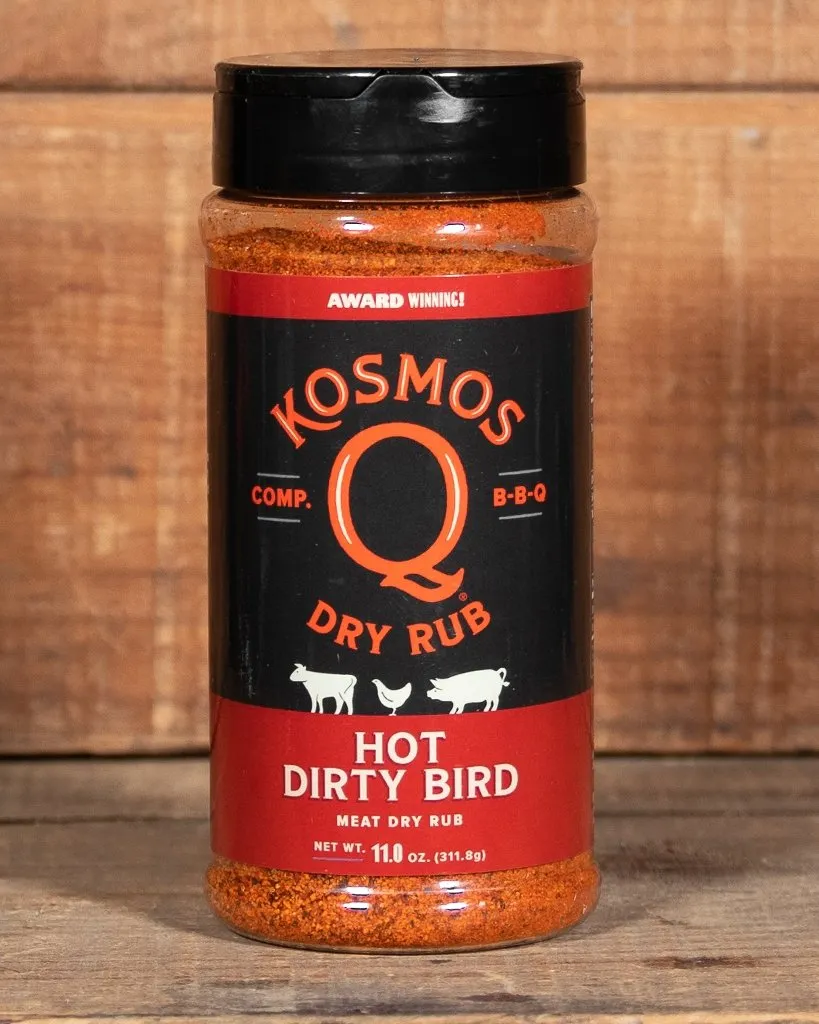 AWARD WINNING!
KOSMOS
Q
COMP. B-B-Q
DRY RUB®
HOT
DIRTY BIRD
MEAT DRY RUB
NET WT. 11.0 OZ. (311.8g)